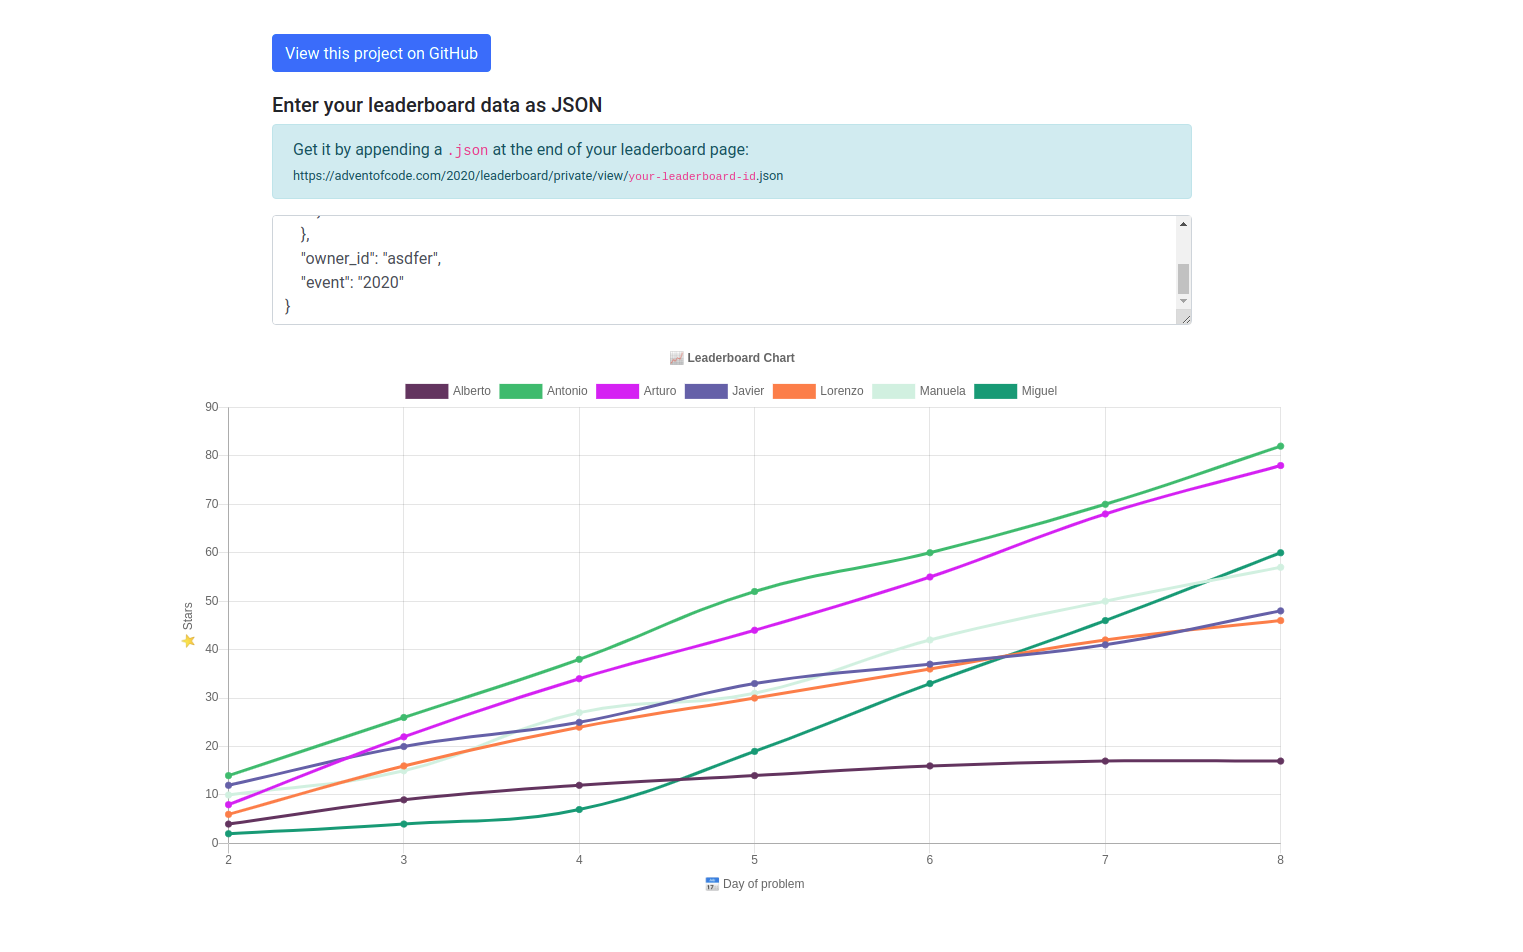 View this project on GitHub
Enter your leaderboard data as JSON
Get it by appending a .json at the end of your leaderboard page:
https://adventofcode.com/2020/leaderboard/private/view/your-leaderboard-id.json
},
"owner_id": "asdfer",
"event": "2020"
}
Leaderboard Chart
Alberto Antonio Arturo Javier Lorenzo Manuela Miguel
90
80
70
60
50
40
30
20
10
0
Stars
2 3 4 5 6 7 8
Day of problem